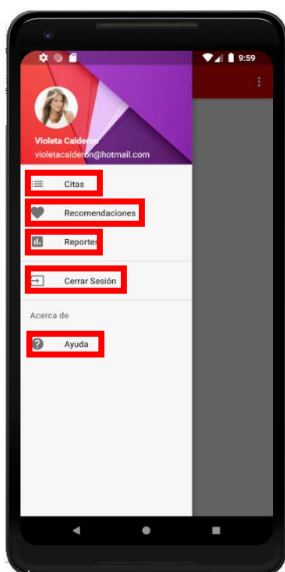 9:59
Violeta Calderon
violetacalderon@hotmail.com
Citas
Recomendaciones
Reportes
Cerrar Sesión
Acerca de
Ayuda